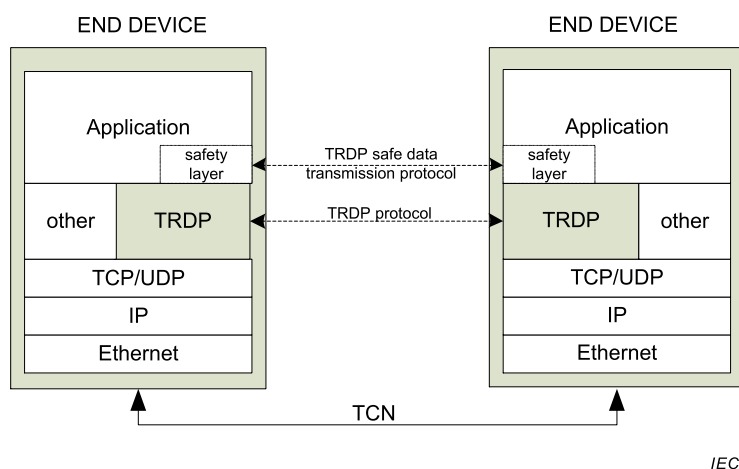 END DEVICE
END DEVICE
Application
safety
layer
other
TRDP
TCP/UDP
IP
Ethernet
TRDP safe data
transmission protocol
TRDP protocol
Application
safety
layer
TRDP
other
TCP/UDP
IP
Ethernet
TCN
IEC